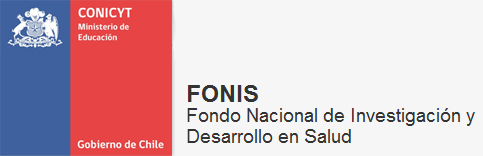 CONICYT
Ministerio de
Educación
Gobierno de Chile
FONIS
Fondo Nacional de Investigación y
Desarrollo en Salud